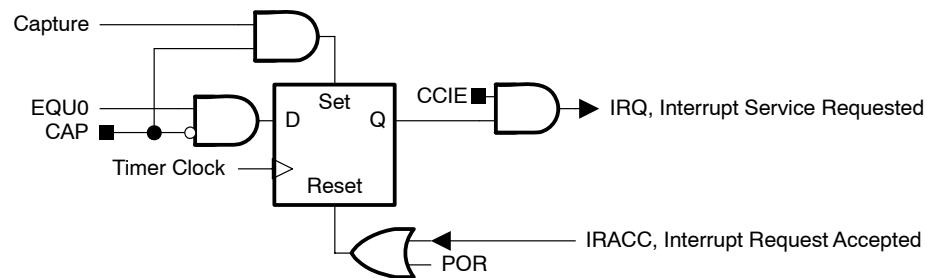 Capture
Set
EQU0
CAP
D
Q
CCIE
IRQ, Interrupt Service Requested
Timer Clock
Reset
IRACC, Interrupt Request Accepted
POR